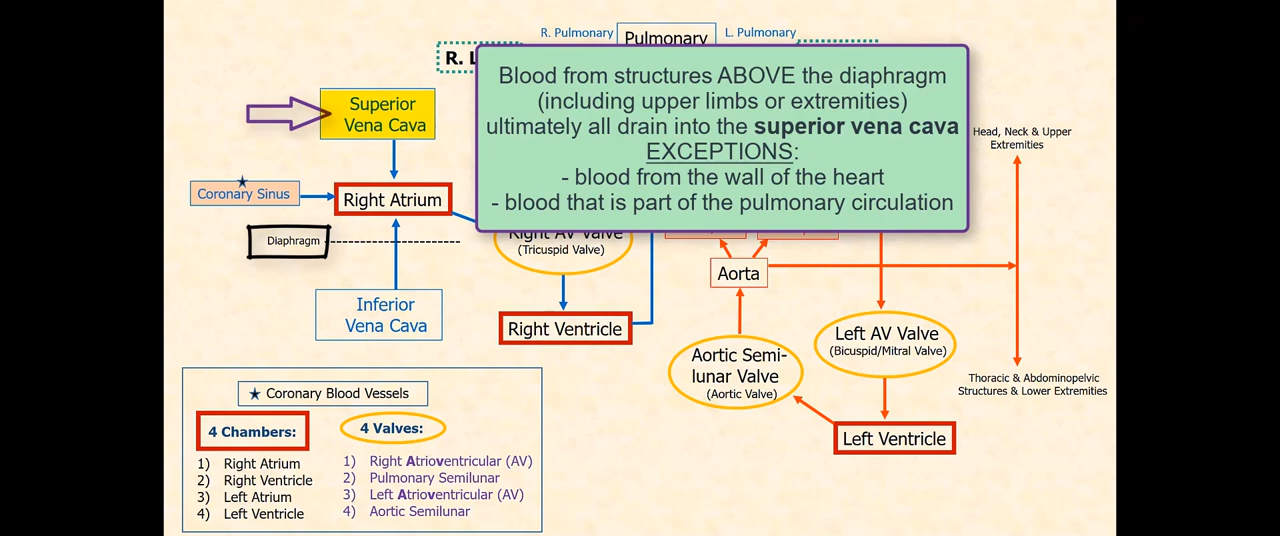 R. Pulmonary
Pulmonary
L. Pulmonary
R. L
Blood from structures ABOVE the diaphragm
(including upper limbs or extremities)
ultimately all drain into the superior vena cava
EXCEPTIONS:
- blood from the wall of the heart
- blood that is part of the pulmonary circulation
Superior
Vena Cava
Head, Neck & Upper
Extremities
Coronary Sinus
Right Atrium
Diaphragm
Right AV Valve
(Tricuspid Valve)
Aorta
Inferior
Vena Cava
Right Ventricle
Left AV Valve
(Bicuspid/Mitral Valve)
Aortic Semi-
lunar Valve
(Aortic Valve)
Thoracic & Abdominopelvic
Structures & Lower Extremities
Left Ventricle
★ Coronary Blood Vessels
4 Chambers:
1) Right Atrium
2) Right Ventricle
3) Left Atrium
4) Left Ventricle
4 Valves:
1) Right Atrioventricular (AV)
2) Pulmonary Semilunar
3) Left Atrioventricular (AV)
4) Aortic Semilunar